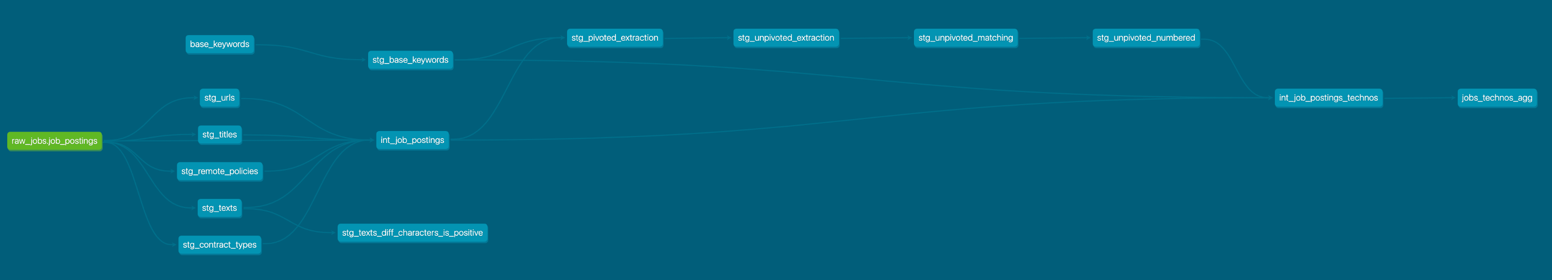 raw_jobs.job_postings
base_keywords
stg_urls
stg_titles
stg_remote_policies
stg_texts
stg_contract_types
stg_base_keywords
int_job_postings
stg_texts_diff_characters_is_positive
stg_pivoted_extraction
stg_unpivoted_extraction
stg_unpivoted_matching
stg_unpivoted_numbered
int_job_postings_technos
jobs_technos_agg